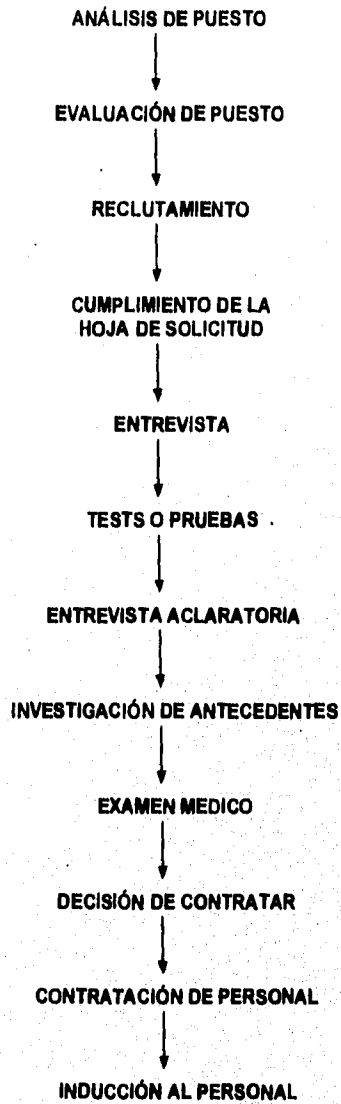 ANÁLISIS DE PUESTO
EVALUACIÓN DE PUESTO
RECLUTAMIENTO
CUMPLIMIENTO DE LA
HOJA DE SOLICITUD
ENTREVISTA
TESTS O PRUEBAS
ENTREVISTA ACLARATORIA
INVESTIGACIÓN DE ANTECEDENTES
EXAMEN MEDICO
DECISIÓN DE CONTRATAR
CONTRATACIÓN DE PERSONAL
INDUCCIÓN AL PERSONAL